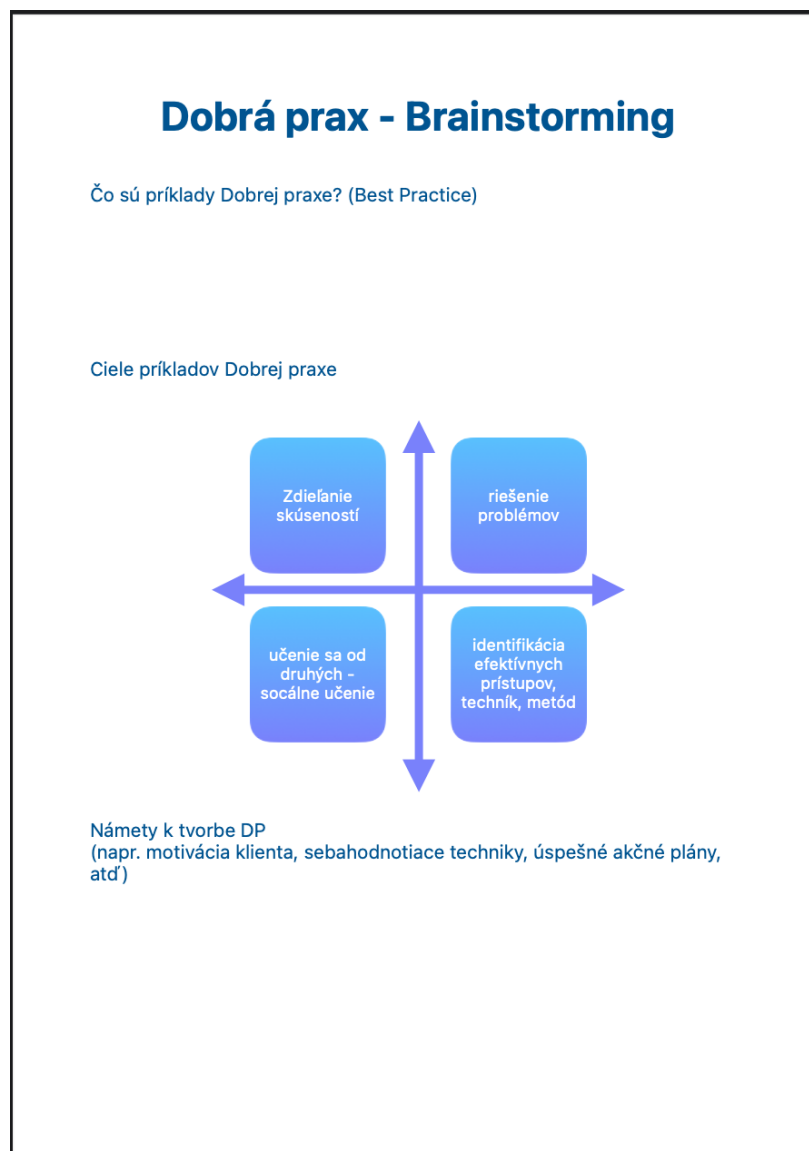 Dobrá prax - Brainstorming
Čo sú príklady Dobrej praxe? (Best Practice)
Ciele príkladov Dobrej praxe
Zdieľanie
skúseností
riešenie
problémov
učenie sa od
druhých -
socálne učenie
identifikácia
efektívnych
prístupov,
techník, metód
Námety k tvorbe DP
(napr. motivácia klienta, sebahodnotiace techniky, úspešné akčné plány,
atď)